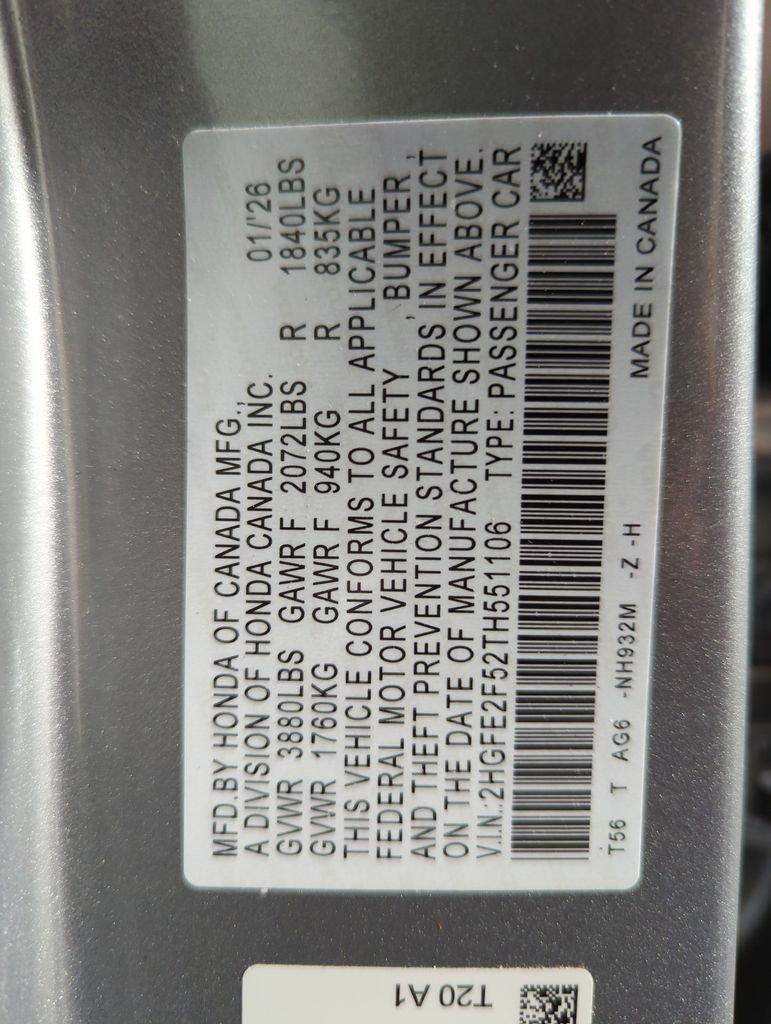 MFD.BY HONDA OF CANADA MFG.,
A DIVISION OF HONDA CANADA INC. 01/'26
GVWR 3880LBS GAWR F 2072LBS R 1840LBS
GVWR 1760KG GAWR F 940KG R 835KG
THIS VEHICLE CONFORMS TO ALL APPLICABLE
FEDERAL MOTOR VEHICLE SAFETY , BUMPER ,
AND THEFT PREVENTION STANDARDS IN EFFECT
ON THE DATE OF MANUFACTURE SHOWN ABOVE.
V.I.N.:2HGFE2F52TH551106 TYPE: PASSENGER CAR
T56 T AG6 -NH932M -Z -H MADE IN CANADA
T20 A1